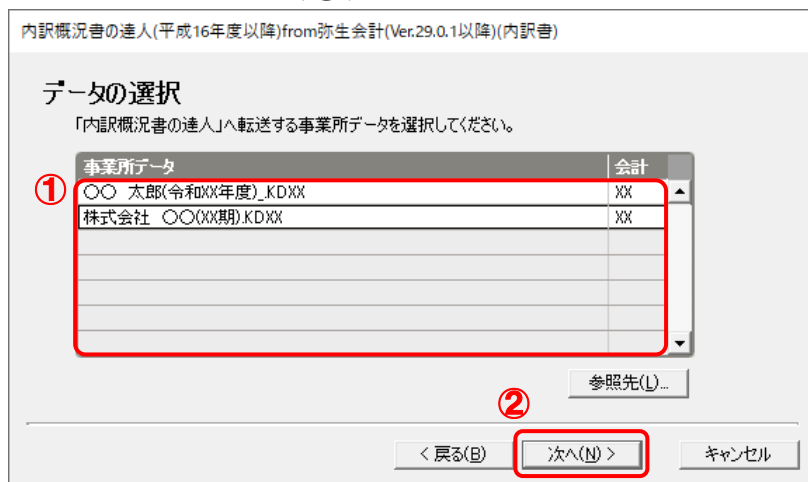 内訳概況書の達人(平成16年度以降)from弥生会計(Ver.29.0.1以降)(内訳書)
データの選択
「内訳概況書の達人」へ転送する事業所データを選択してください。
事業所データ 会計
① 〇〇 太郎(令和XX年度)_.KDXX XX
株式会社 〇〇(XX期).KDXX XX
参照先(L)...
②
< 戻る(B) 次へ(N) > キャンセル